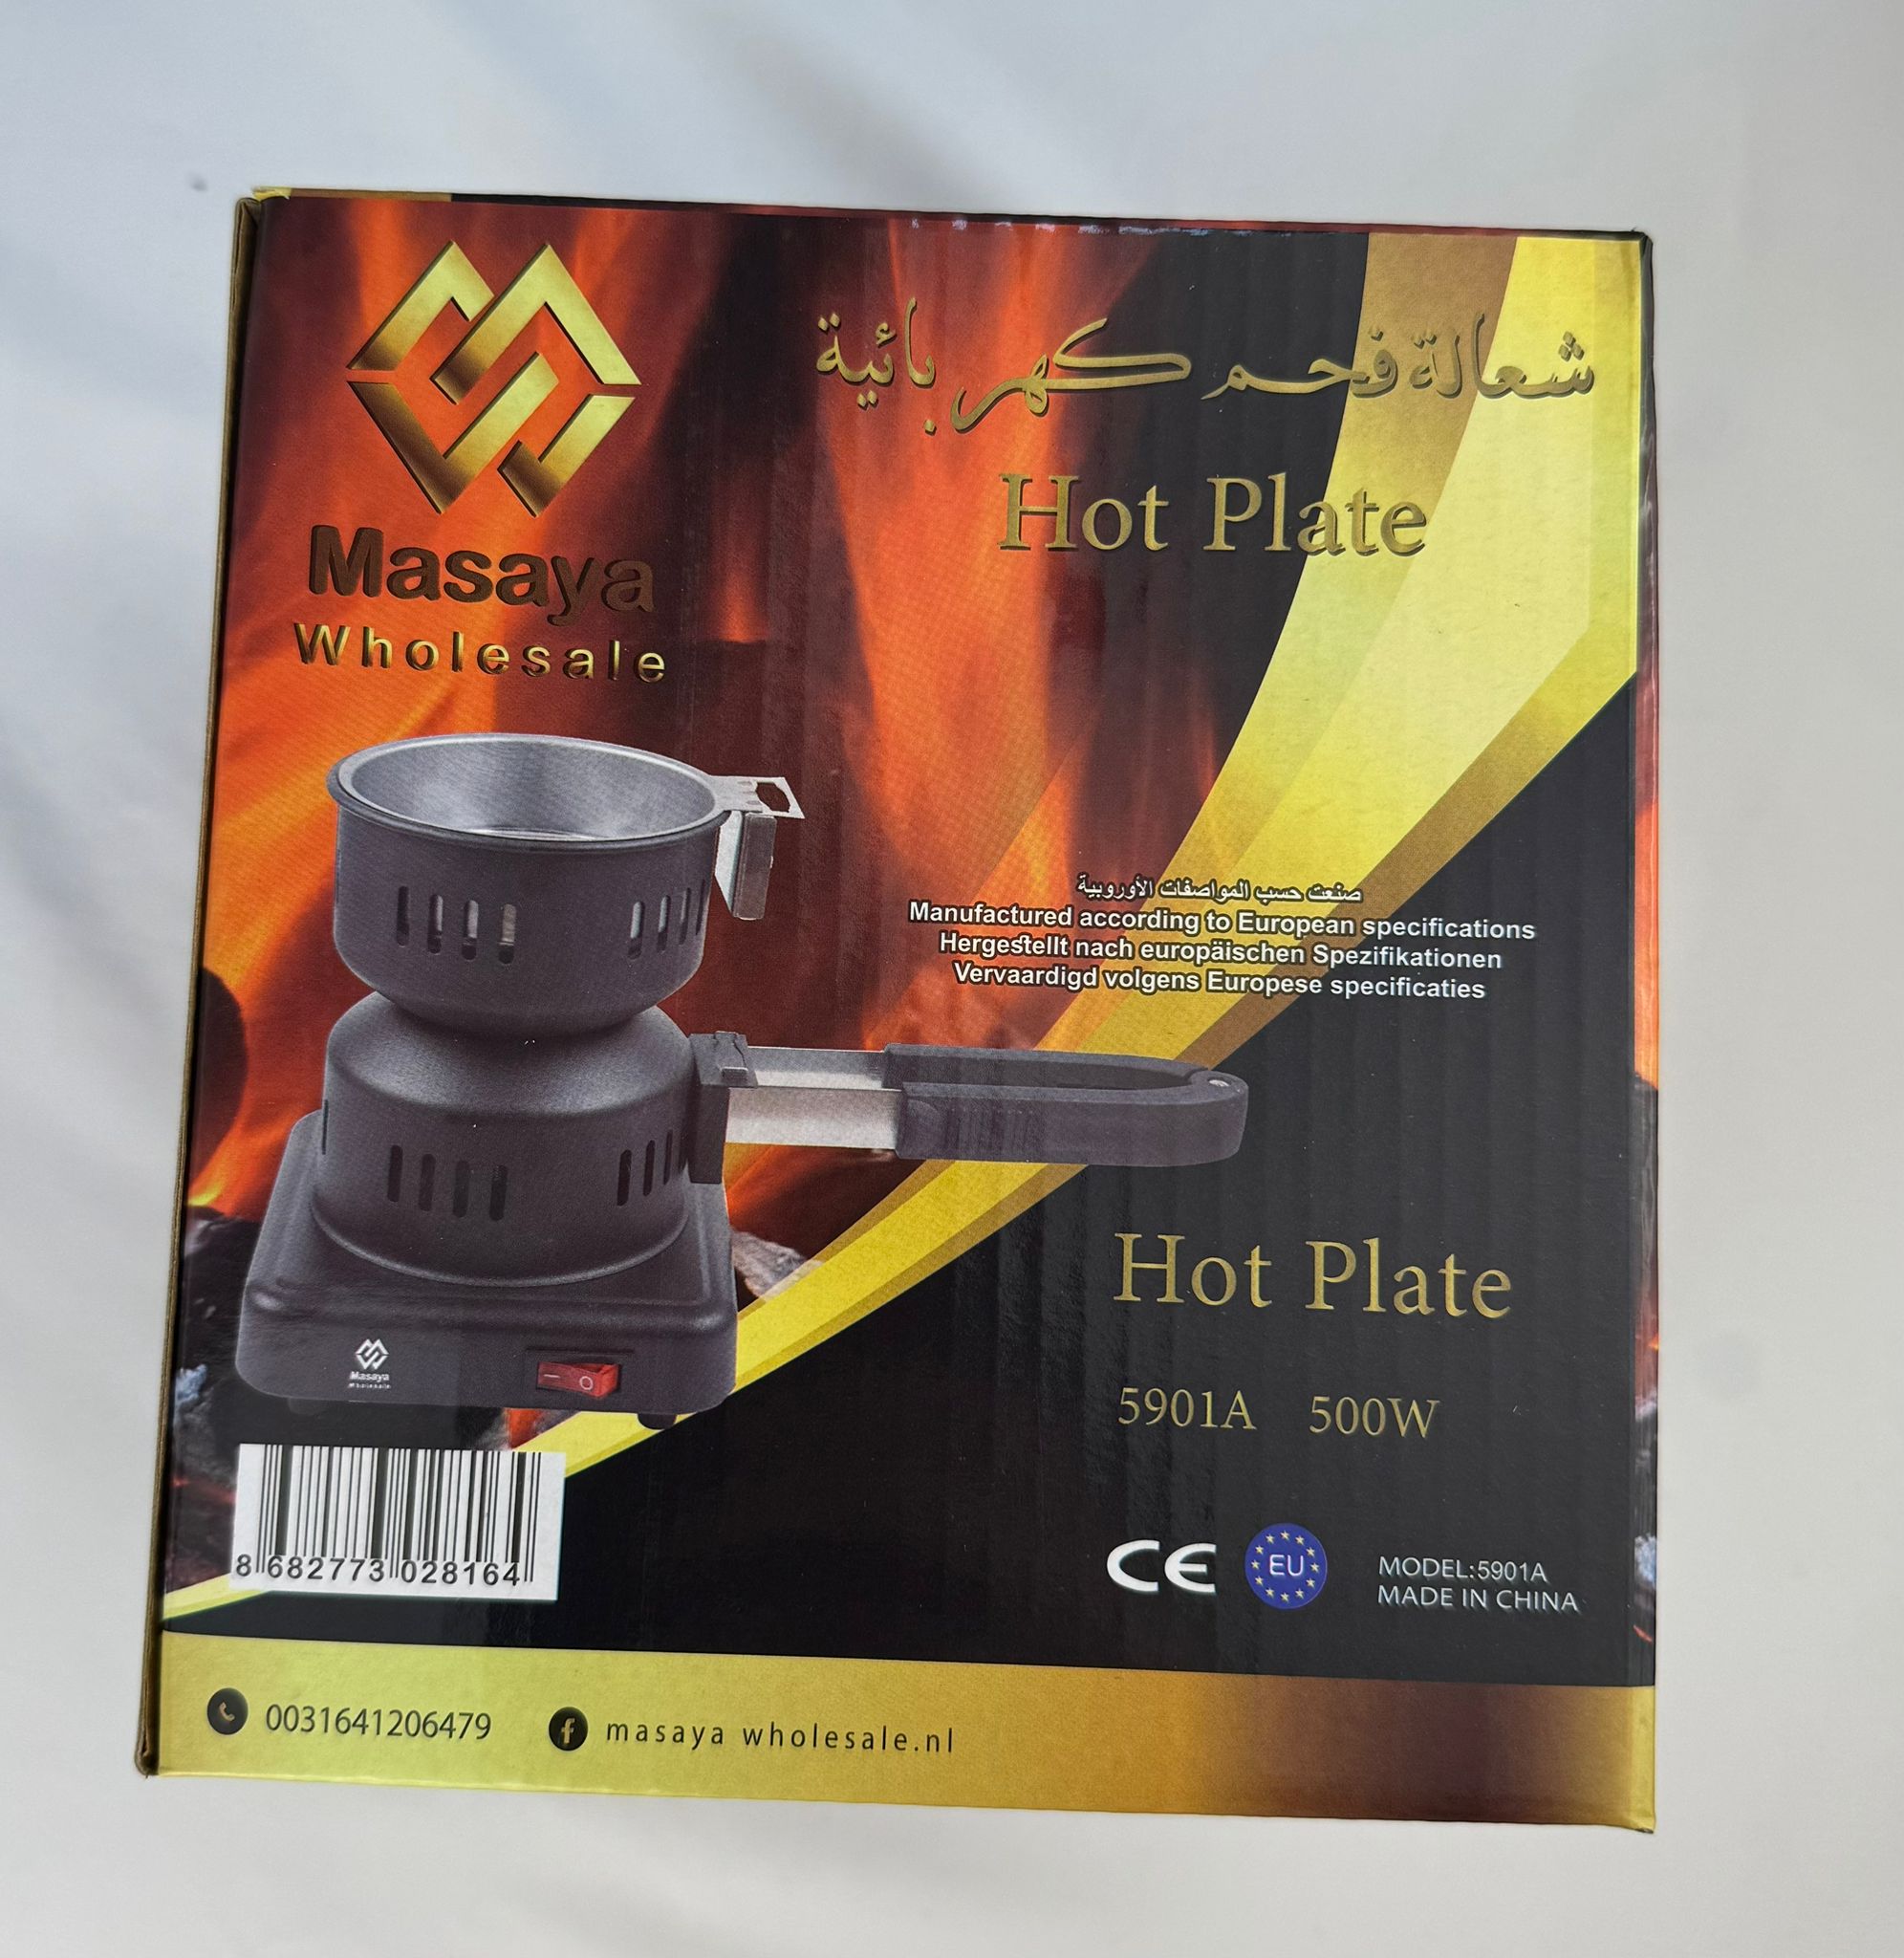 Masaya
Wholesale
شعالة فحم كهربائية
Hot Plate
صنعت حسب المواصفات الأوروبية
Manufactured according to European specifications
Hergestellt nach europäischen Spezifikationen
Vervaardigd volgens Europese specificaties
Masaya
Wholesale
Hot Plate
5901A 500W
8 682773 028164
CE
EU
MODEL:5901A
MADE IN CHINA
0031641206479
masaya wholesale.nl